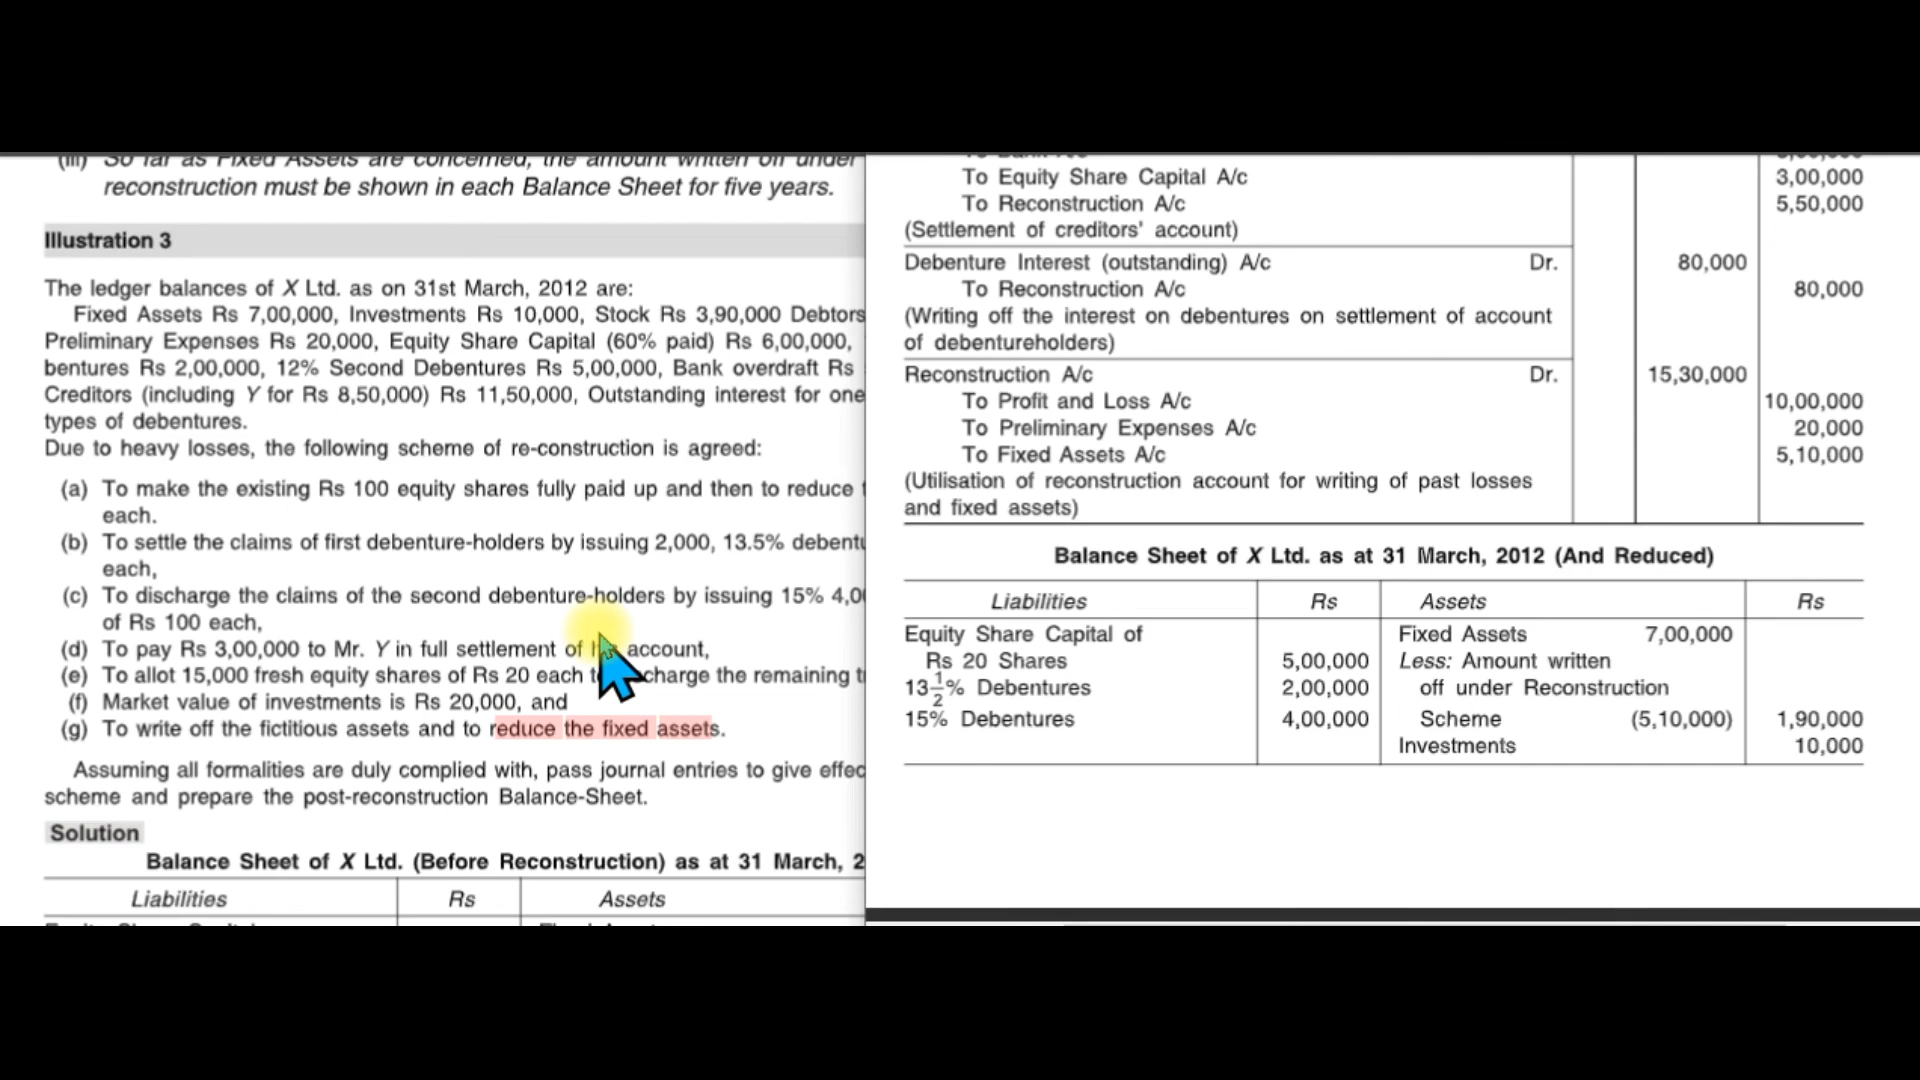 (iii) So far as Fixed Assets are concerned, the amount written off under
reconstruction must be shown in each Balance Sheet for five years.
Illustration 3
The ledger balances of X Ltd. as on 31st March, 2012 are:
Fixed Assets Rs 7,00,000, Investments Rs 10,000, Stock Rs 3,90,000 Debtors
Preliminary Expenses Rs 20,000, Equity Share Capital (60% paid) Rs 6,00,000,
bentures Rs 2,00,000, 12% Second Debentures Rs 5,00,000, Bank overdraft Rs
Creditors (including Y for Rs 8,50,000) Rs 11,50,000, Outstanding interest for one
types of debentures.
Due to heavy losses, the following scheme of re-construction is agreed:
(a) To make the existing Rs 100 equity shares fully paid up and then to reduce
each.
(b) To settle the claims of first debenture-holders by issuing 2,000, 13.5% debent
each,
(c) To discharge the claims of the second debenture-holders by issuing 15% 4,0
of Rs 100 each,
(d) To pay Rs 3,00,000 to Mr. Y in full settlement of account,
(e) To allot 15,000 fresh equity shares of Rs 20 each charge the remaining
(f) Market value of investments is Rs 20,000, and
(g) To write off the fictitious assets and to reduce the fixed assets.
Assuming all formalities are duly complied with, pass journal entries to give effec
scheme and prepare the post-reconstruction Balance-Sheet.
Solution
Balance Sheet of X Ltd. (Before Reconstruction) as at 31 March, 2
Liabilities Rs Assets
To Equity Share Capital A/c 3,00,000
To Reconstruction A/c 5,50,000
(Settlement of creditors' account)
Debenture Interest (outstanding) A/c Dr. 80,000
To Reconstruction A/c 80,000
(Writing off the interest on debentures on settlement of account
of debentureholders)
Reconstruction A/c Dr. 15,30,000
To Profit and Loss A/c 10,00,000
To Preliminary Expenses A/c 20,000
To Fixed Assets A/c 5,10,000
(Utilisation of reconstruction account for writing of past losses
and fixed assets)
Balance Sheet of X Ltd. as at 31 March, 2012 (And Reduced)
Liabilities Rs Assets Rs
Equity Share Capital of Fixed Assets 7,00,000
Rs 20 Shares 5,00,000 Less: Amount written
13 1/2% Debentures 2,00,000 off under Reconstruction
15% Debentures 4,00,000 Scheme (5,10,000) 1,90,000
Investments 10,000